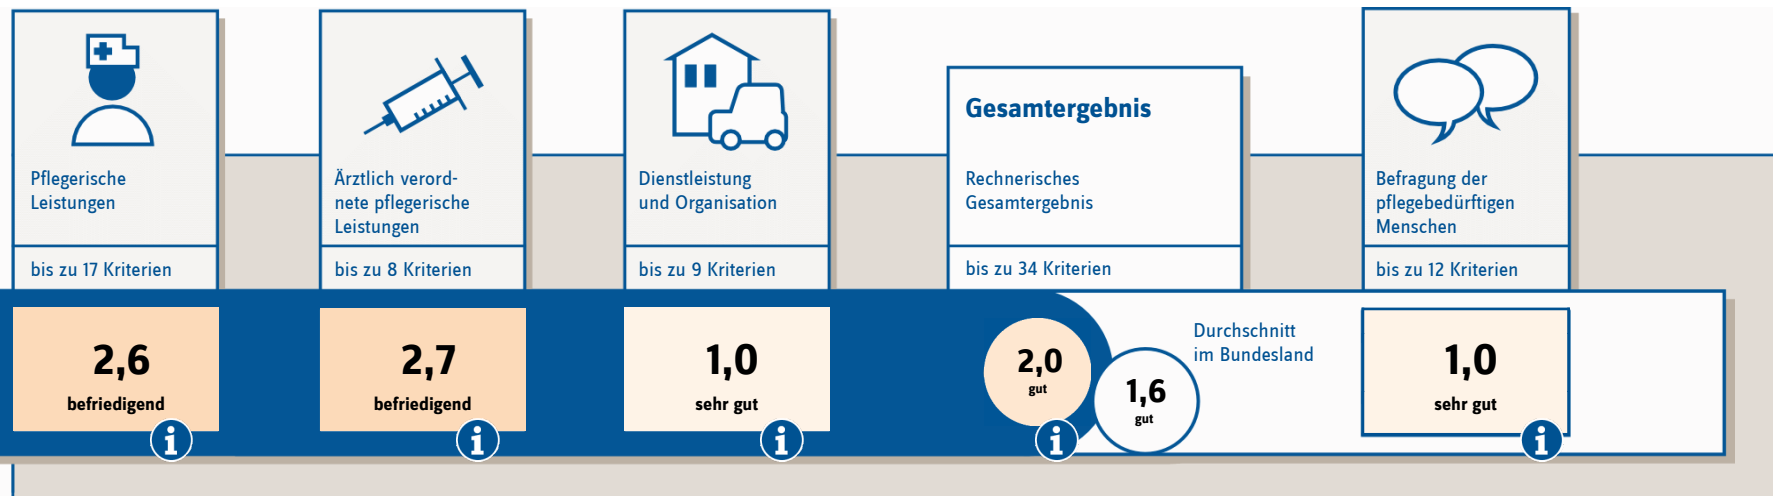 Pflegerische
Leistungen
bis zu 17 Kriterien
2,6
befriedigend
i
Ärztlich verord-
nete pflegerische
Leistungen
bis zu 8 Kriterien
2,7
befriedigend
i
Dienstleistung
und Organisation
bis zu 9 Kriterien
1,0
sehr gut
i
Gesamtergebnis
Rechnerisches
Gesamtergebnis
bis zu 34 Kriterien
2,0
gut
i
1,6
gut
Durchschnitt
im Bundesland
Befragung der
pflegebedürftigen
Menschen
bis zu 12 Kriterien
1,0
sehr gut
i